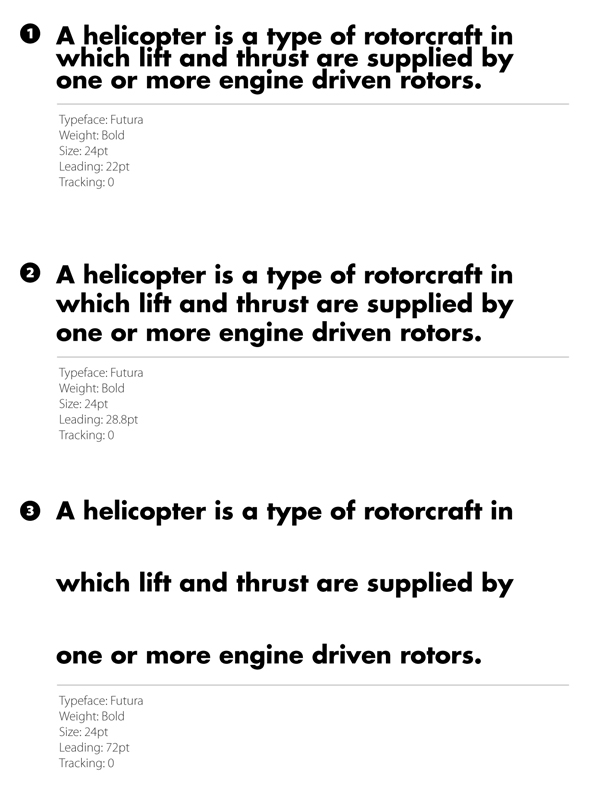 1 A helicopter is a type of rotorcraft in
which lift and thrust are supplied by
one or more engine driven rotors.
Typeface: Futura
Weight: Bold
Size: 24pt
Leading: 22pt
Tracking: 0
2 A helicopter is a type of rotorcraft in
which lift and thrust are supplied by
one or more engine driven rotors.
Typeface: Futura
Weight: Bold
Size: 24pt
Leading: 28.8pt
Tracking: 0
3 A helicopter is a type of rotorcraft in
which lift and thrust are supplied by
one or more engine driven rotors.
Typeface: Futura
Weight: Bold
Size: 24pt
Leading: 72pt
Tracking: 0